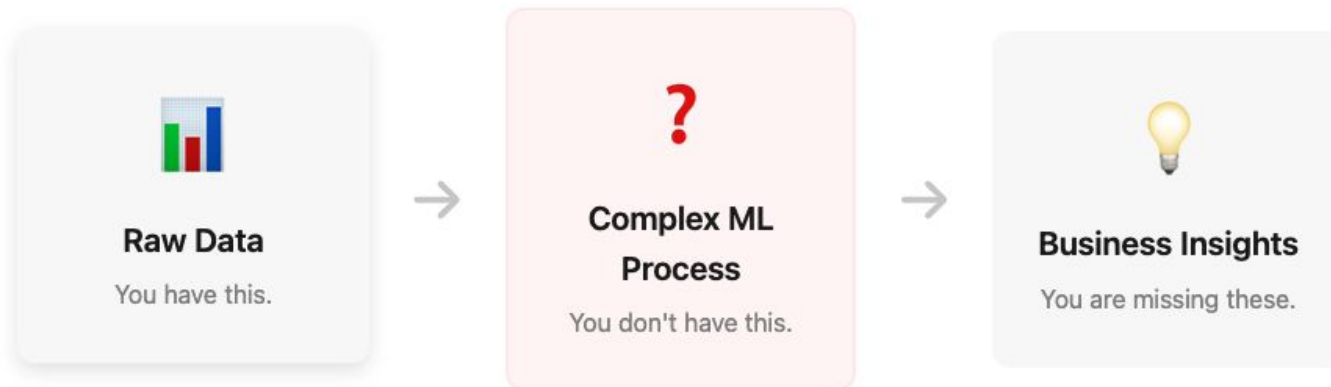 Raw Data
You have this.
?
Complex ML
Process
You don't have this.
Business Insights
You are missing these.